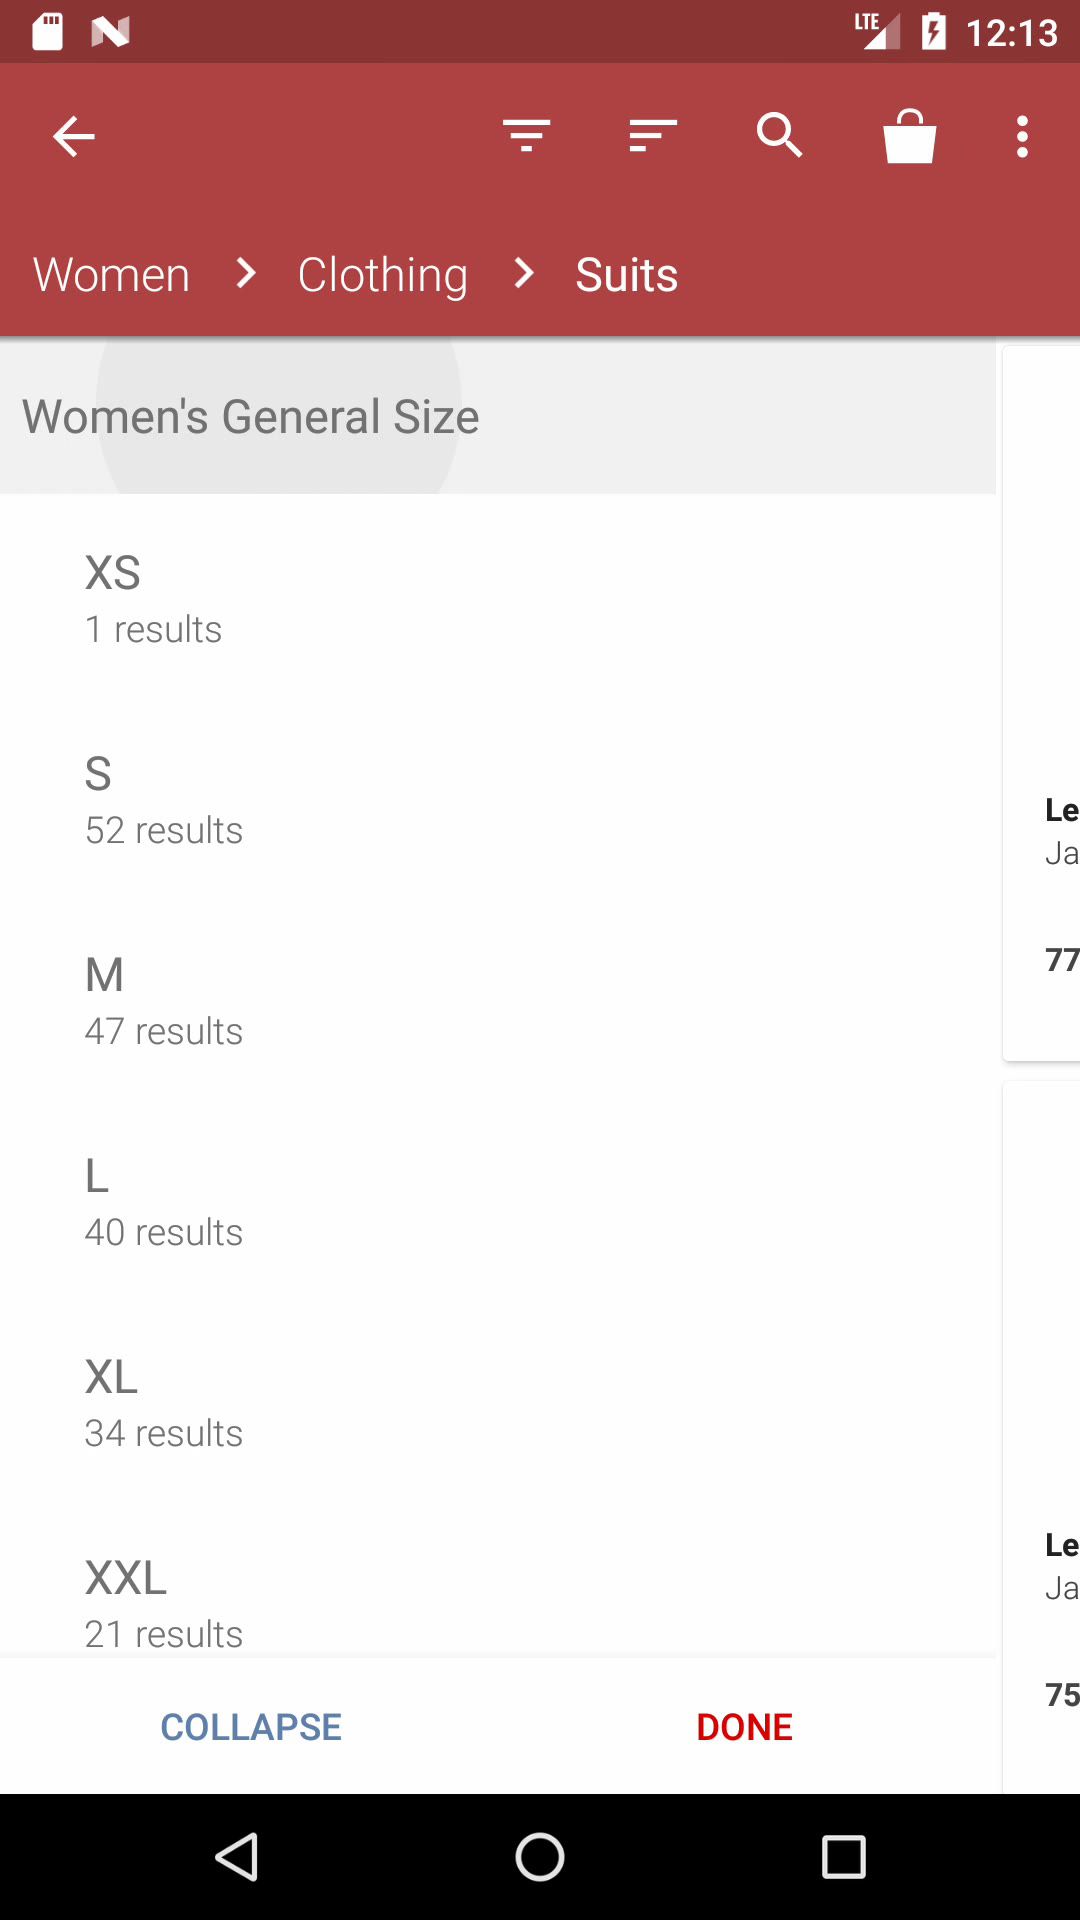 LTE 12:13
Women Clothing Suits
Women's General Size
XS
1 results
S
52 results
Le
Ja
M
47 results
77
L
40 results
XL
34 results
XXL
21 results
Le
Ja
75
COLLAPSE DONE